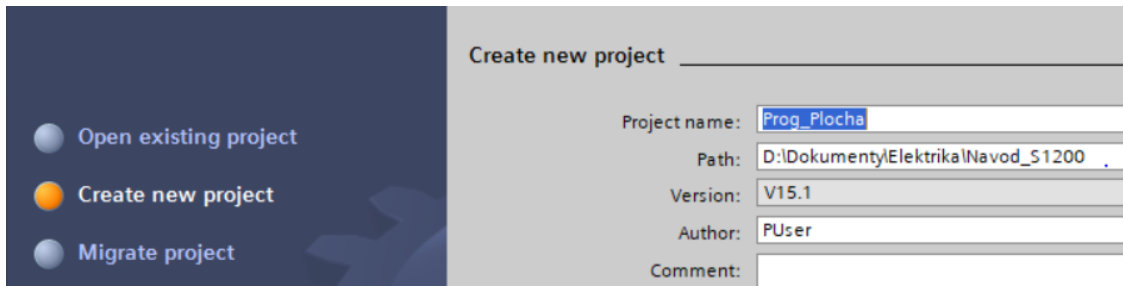 Create new project
Open existing project
Create new project
Migrate project
Project name: Prog_Plocha
Path: D:\Dokumenty\Elektrika\Navod_S1200
Version: V15.1
Author: PUser
Comment: